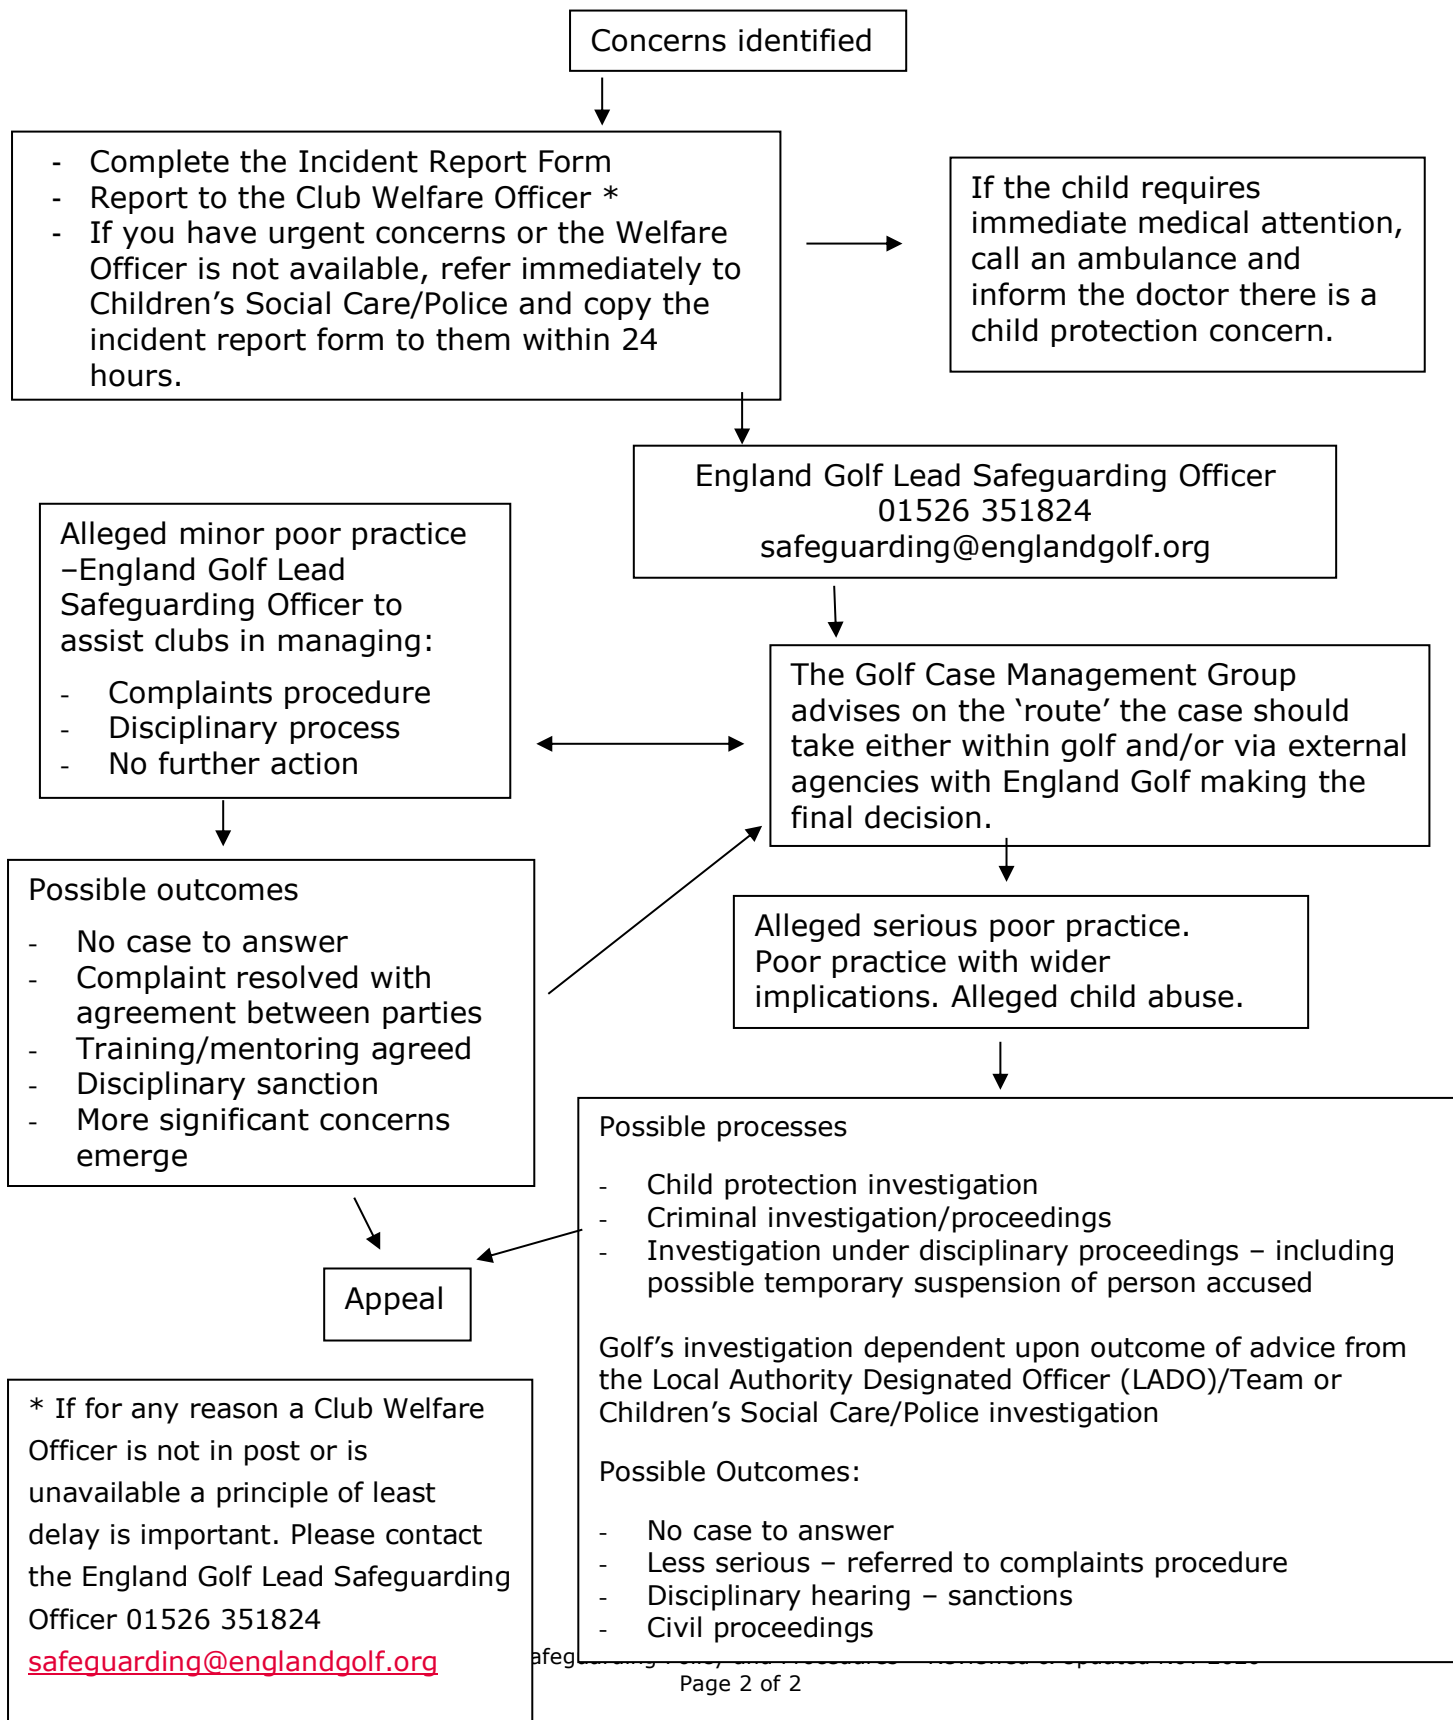 Concerns identified
- Complete the Incident Report Form
- Report to the Club Welfare Officer *
- If you have urgent concerns or the Welfare
Officer is not available, refer immediately to
Children’s Social Care/Police and copy the
incident report form to them within 24
hours.
If the child requires
immediate medical attention,
call an ambulance and
inform the doctor there is a
child protection concern.
England Golf Lead Safeguarding Officer
01526 351824
safeguarding@englandgolf.org
Alleged minor poor practice
–England Golf Lead
Safeguarding Officer to
assist clubs in managing:
- Complaints procedure
- Disciplinary process
- No further action
The Golf Case Management Group
advises on the ‘route’ the case should
take either within golf and/or via external
agencies with England Golf making the
final decision.
Possible outcomes
- No case to answer
- Complaint resolved with
agreement between parties
- Training/mentoring agreed
- Disciplinary sanction
- More significant concerns
emerge
Alleged serious poor practice.
Poor practice with wider
implications. Alleged child abuse.
Possible processes
- Child protection investigation
- Criminal investigation/proceedings
- Investigation under disciplinary proceedings – including
possible temporary suspension of person accused
Golf’s investigation dependent upon outcome of advice from
the Local Authority Designated Officer (LADO)/Team or
Children’s Social Care/Police investigation
Possible Outcomes:
- No case to answer
- Less serious – referred to complaints procedure
- Disciplinary hearing – sanctions
- Civil proceedings
Appeal
* If for any reason a Club Welfare
Officer is not in post or is
unavailable a principle of least
delay is important. Please contact
the England Golf Lead Safeguarding
Officer 01526 351824
safeguarding@englandgolf.org
Page 2 of 2